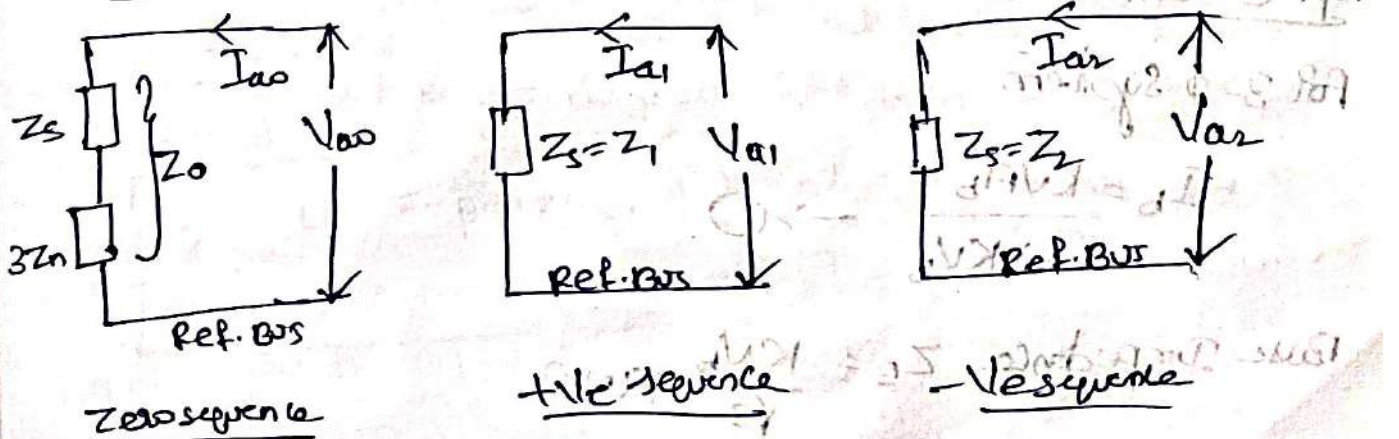 Iao
Zs
Zo
Vao
3Zn
Ref. Bus
Zero sequence
Ia1
Zs=Z1
Va1
Ref. Bus
+Ve sequence
Ia2
Zs=Z2
Va2
Ref. Bus
-Ve sequence